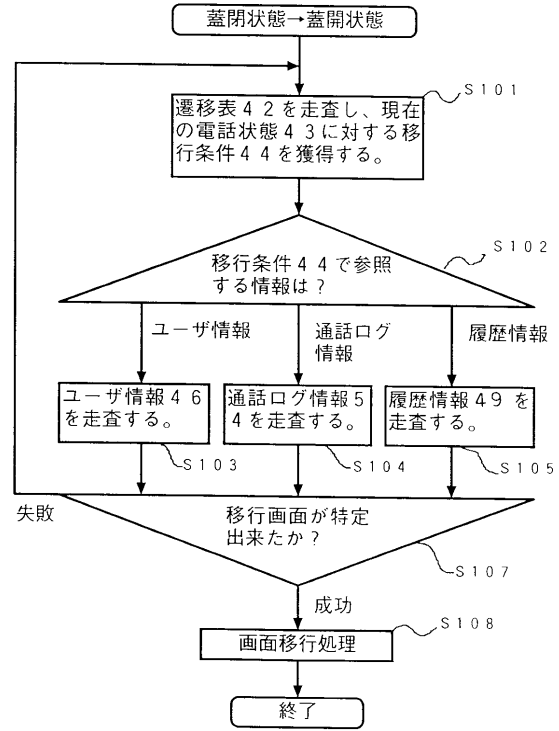 蓋閉状態→蓋開状態
S101
遷移表42を走査し、現在
の電話状態43に対する移
行条件44を獲得する。
S102
移行条件44で参照
する情報は？
ユーザ情報
通話ログ
情報
履歴情報
ユーザ情報46
を走査する。
通話ログ情報5
4を走査する。
履歴情報49を
走査する。
S103
S104
S105
失敗
移行画面が特定
出来たか？
S107
成功
S108
画面移行処理
終了